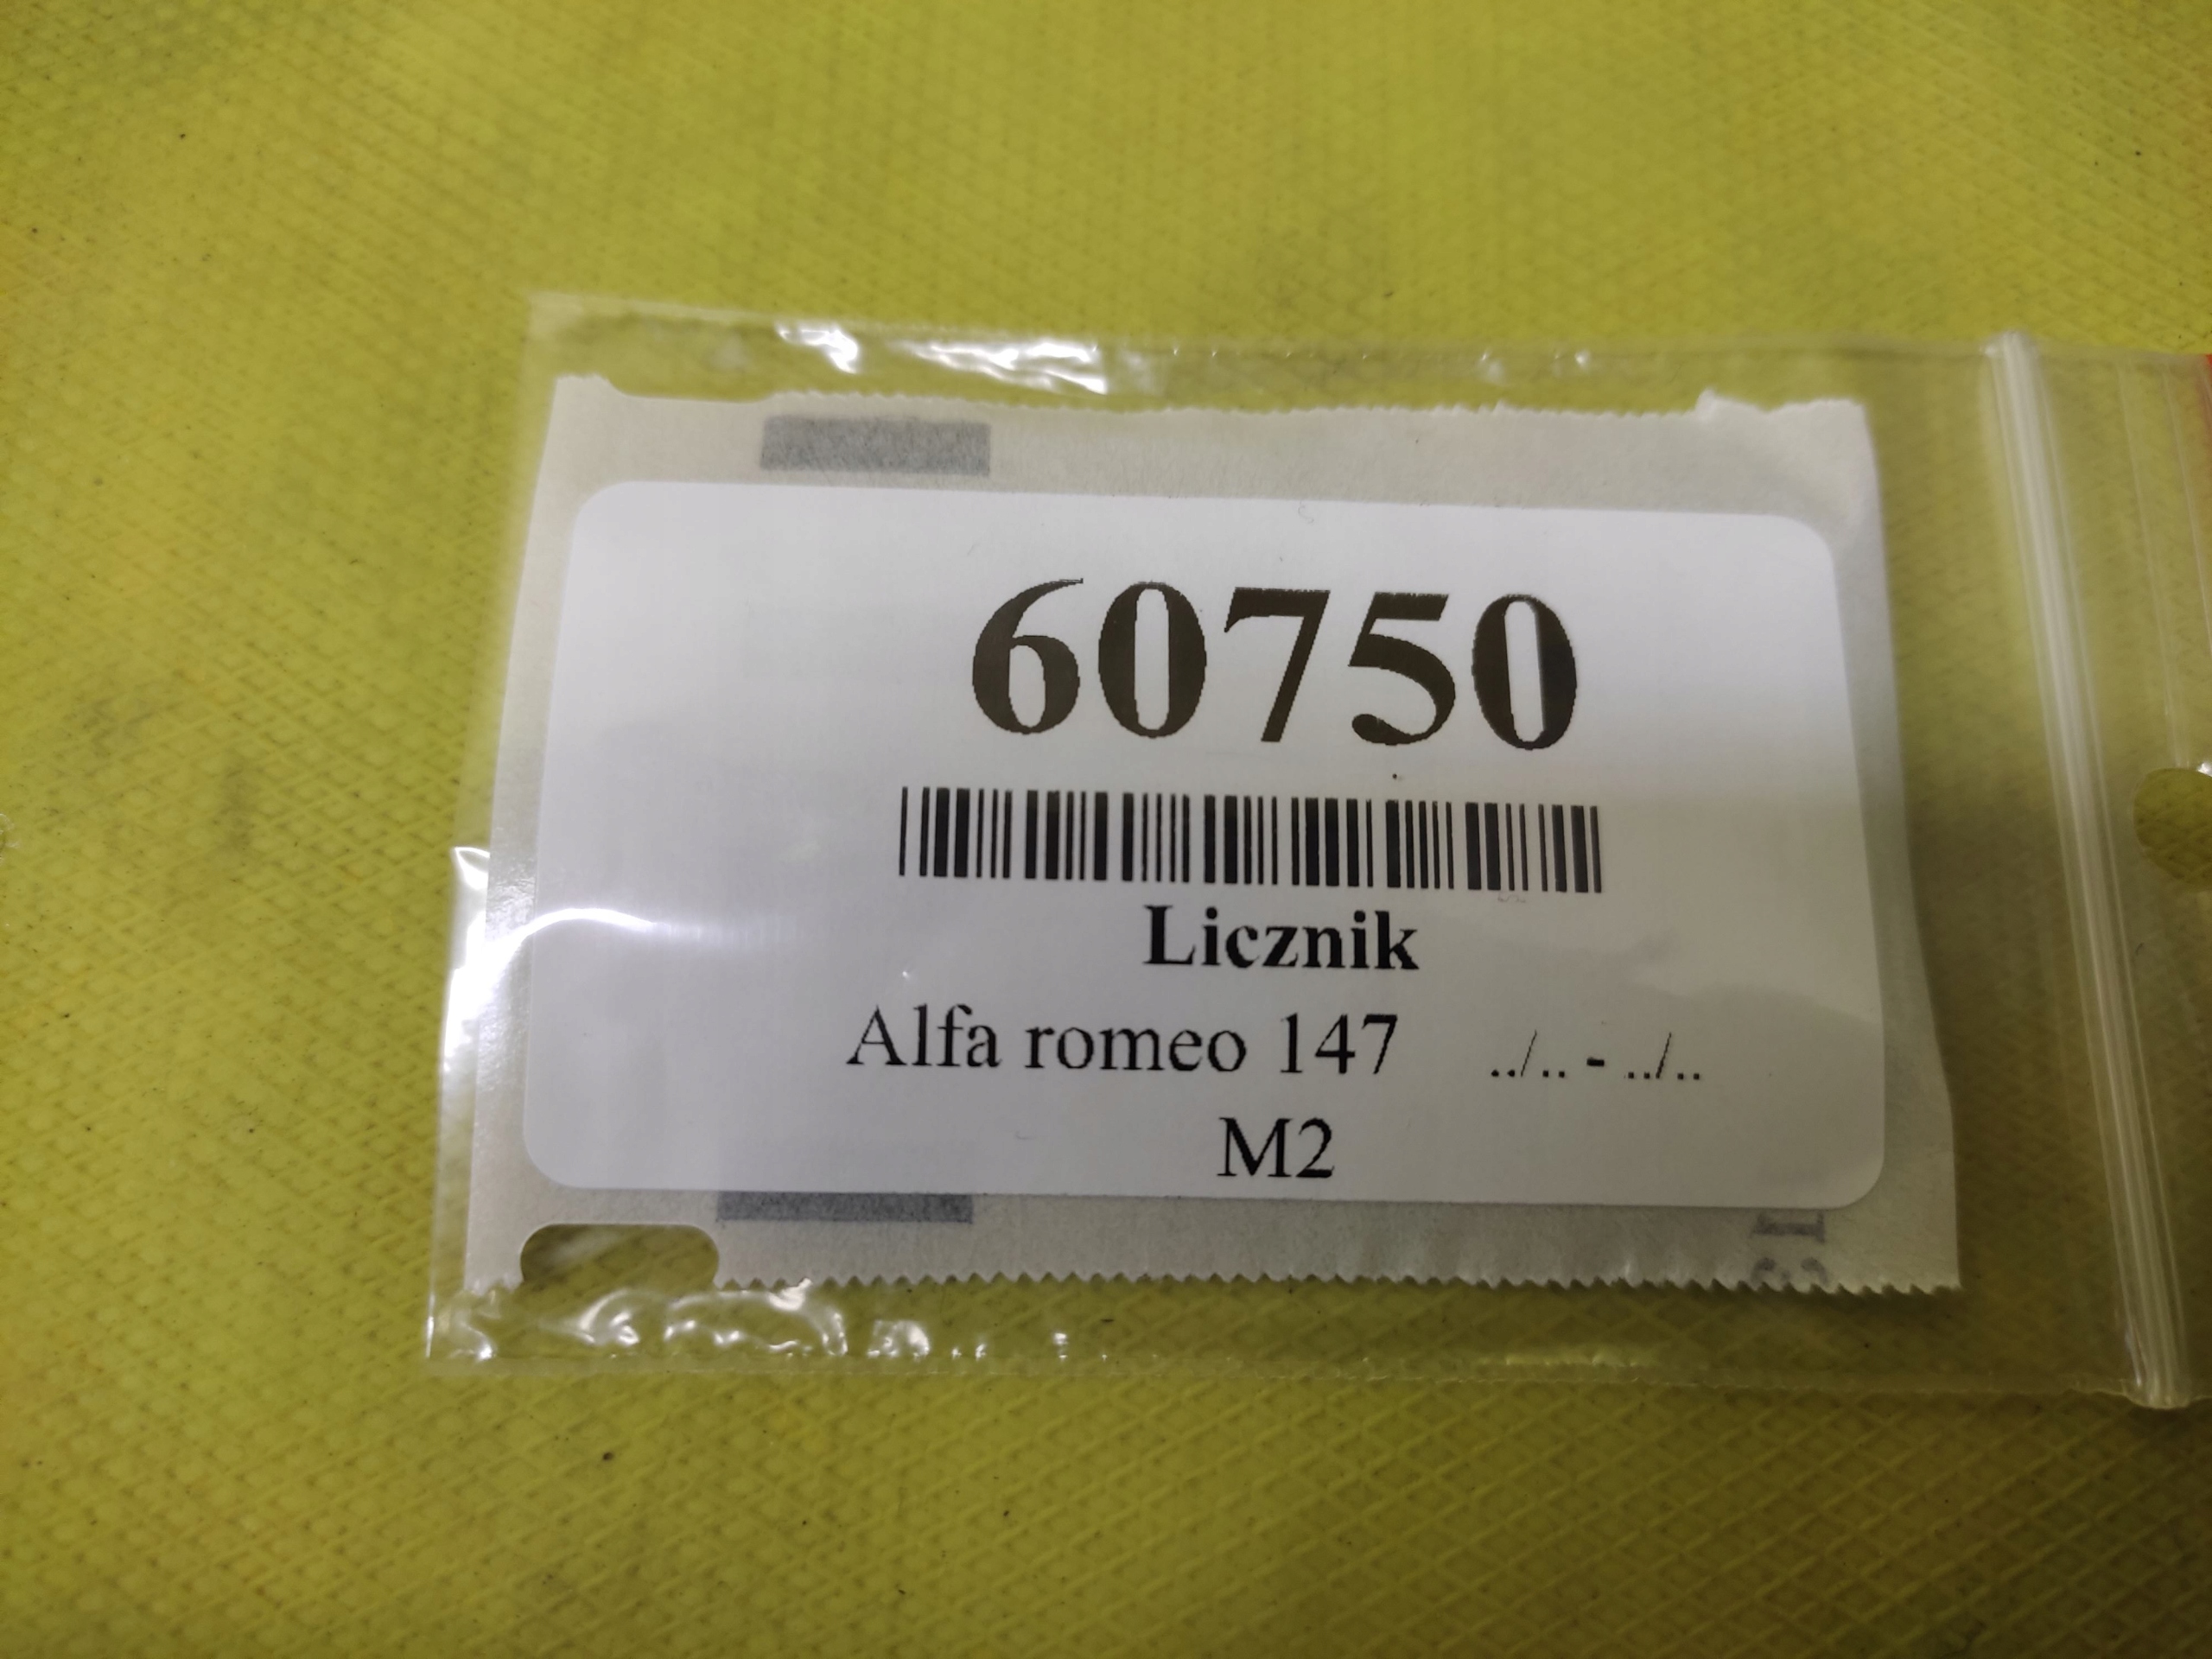 60750
Licznik
Alfa romeo 147 ../.. - ../..
M2